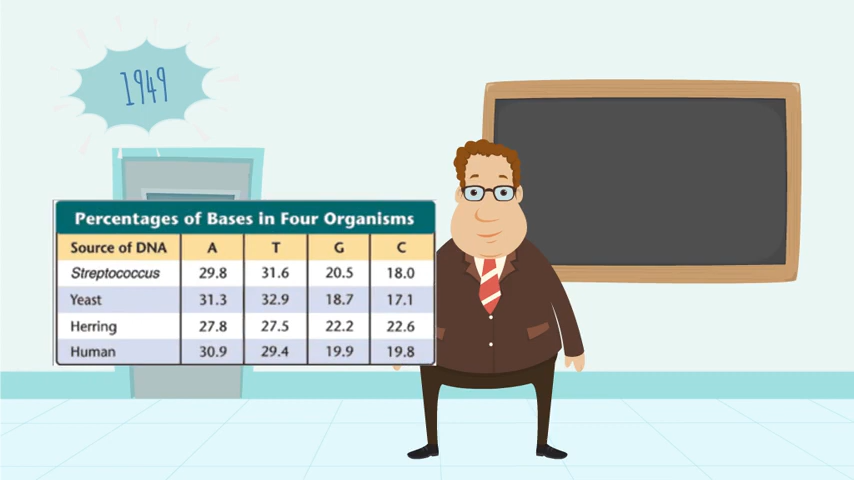 1949
Percentages of Bases in Four Organisms
Source of DNA A T G C
Streptococcus 29.8 31.6 20.5 18.0
Yeast 31.3 32.9 18.7 17.1
Herring 27.8 27.5 22.2 22.6
Human 30.9 29.4 19.9 19.8